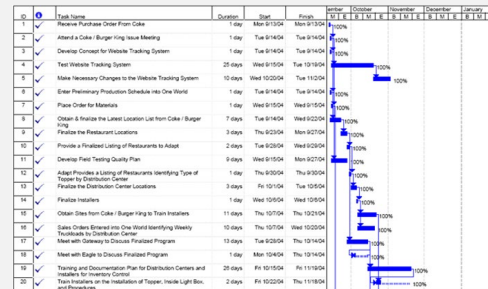 ember October November December January
ID Task Name Duration Start Finish M E B M E B M E B M E B M
1 Receive Purchase Order From Coke 1 day Mon 9/13/04 Mon 9/13/04 100%
2 Attend a Coke / Burger King Issue Meeting 1 day Tue 9/14/04 Tue 9/14/04 100%
3 Develop Concept for Website Tracking System 1 day Tue 9/14/04 Tue 9/14/04 100%
4 Test Website Tracking System 25 days Wed 9/15/04 Tue 10/19/04 100%
5 Make Necessary Changes to the Website Tracking System 10 days Wed 10/20/04 Tue 11/2/04 100%
6 Enter Preliminary Production Schedule into One World 1 day Tue 9/14/04 Tue 9/14/04 100%
7 Place Order for Materials 1 day Wed 9/15/04 Wed 9/15/04 100%
8 Obtain & finalize the Latest Location List from Coke / Burger 7 days Tue 9/14/04 Wed 9/22/04 100%
King
9 Finalize the Restaurant Locations 3 days Thu 9/23/04 Mon 9/27/04 100%
10 Provide a Finalized Listing of Restaurants to Adapt 2 days Tue 9/28/04 Wed 9/29/04 100%
11 Develop Field Testing Quality Plan 9 days Wed 9/15/04 Mon 9/27/04 100%
12 Adapt Provides a Listing of Restaurants Identifying Type of 1 day Thu 9/30/04 Thu 9/30/04 100%
Topper by Distribution Center
13 Finalize the Distribution Center Locations 3 days Fri 10/1/04 Tue 10/5/04 100%
14 Finalize Installers 1 day Wed 10/6/04 Wed 10/6/04 100%
15 Obtain Sites from Coke / Burger King to Train Installers 11 days Thu 10/7/04 Thu 10/21/04 100%
16 Sales Orders Entered into One World Identifying Weekly 10 days Thu 10/7/04 Wed 10/20/04 100%
Truckloads by Distribution Center
17 Meet with Gateway to Discuss Finalized Program 13 days Tue 9/28/04 Thu 10/14/04 100%
18 Meet with Eagle to Discuss Finalized Program 1 day Mon 10/4/04 Thu 10/14/04 100%
19 Training and Documentation Plan for Distribution Centers and 26 days Fri 10/15/04 Fri 11/19/04 100%
Installers for Inventory Control
20 Train Installers on the Installation of Topper, Inside Light Box, 2 days Fri 10/22/04 Thu 11/18/04 100%
and Procedures